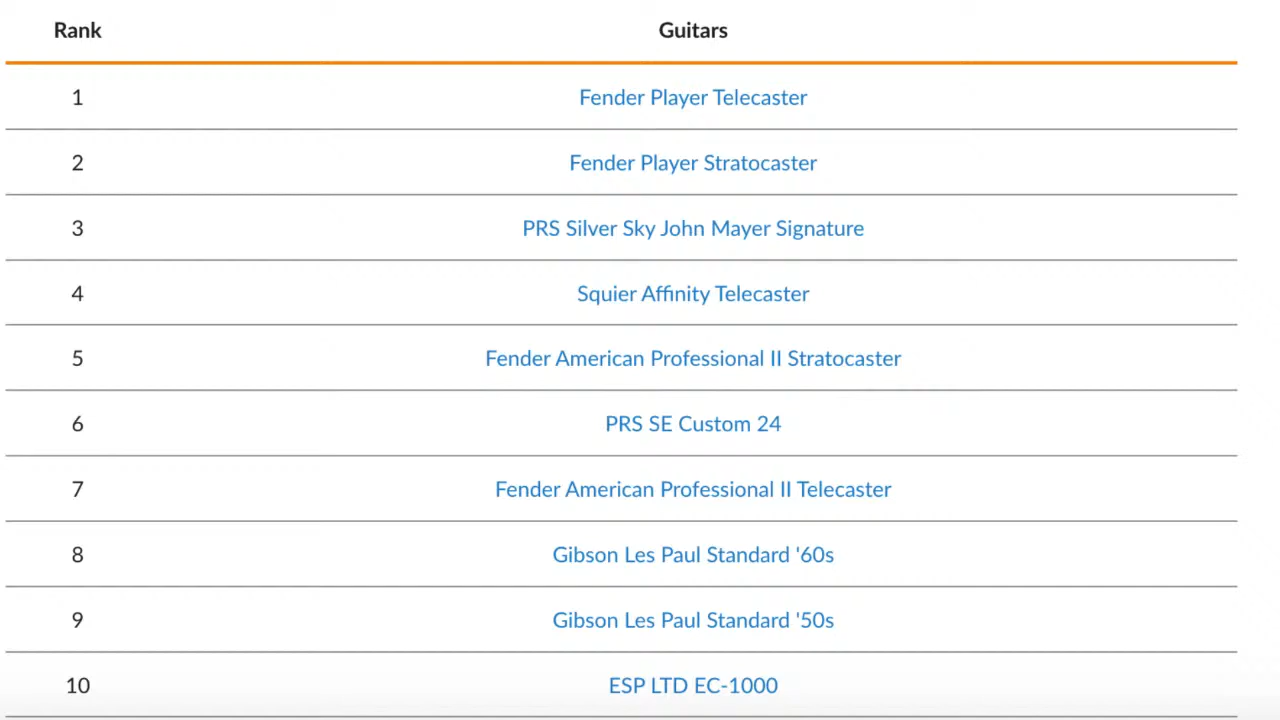 Rank Guitars
1 Fender Player Telecaster
2 Fender Player Stratocaster
3 PRS Silver Sky John Mayer Signature
4 Squier Affinity Telecaster
5 Fender American Professional II Stratocaster
6 PRS SE Custom 24
7 Fender American Professional II Telecaster
8 Gibson Les Paul Standard '60s
9 Gibson Les Paul Standard '50s
10 ESP LTD EC-1000